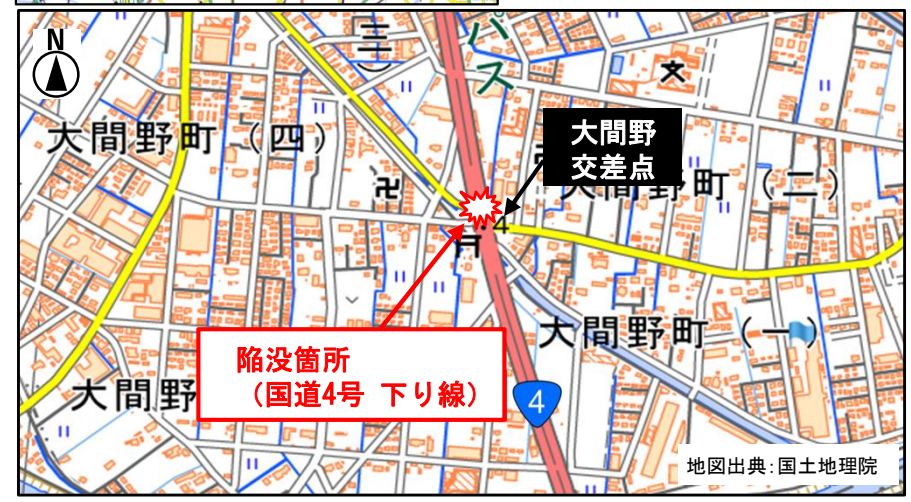 N
バス
三)
大間野町(四)
大間野
交差点
大間野町(二)
4
陥没箇所
(国道4号 下り線)
大間野町(一)
大間野
4
地図出典:国土地理院